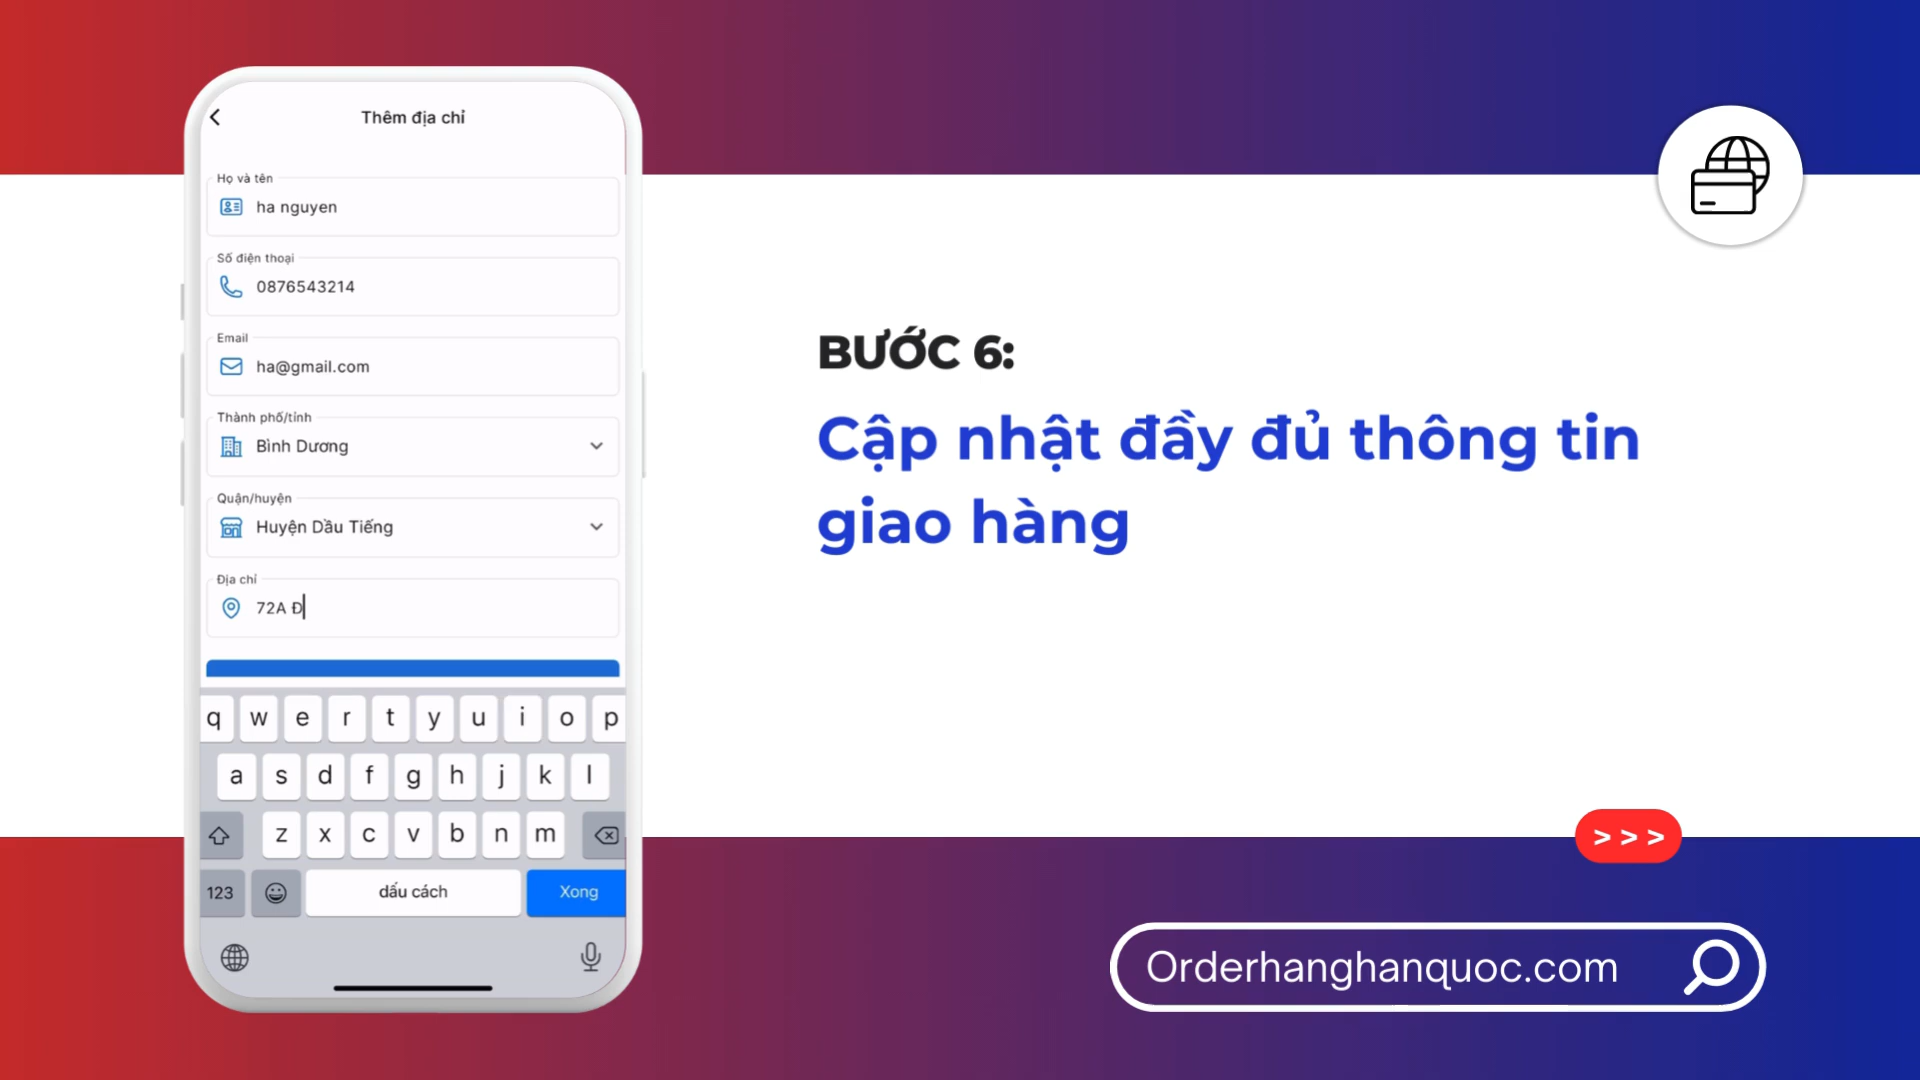 Thêm địa chỉ
Họ và tên
ha nguyen
Số điện thoại
0876543214
Email
ha@gmail.com
Thành phố/tỉnh
Bình Dương
Quận/huyện
Huyện Dầu Tiếng
Địa chỉ
72A Đ
q w e r t y u i o p
a s d f g h j k l
z x c v b n m
123 dấu cách Xong
BƯỚC 6:
Cập nhật đầy đủ thông tin
giao hàng
> > >
Orderhanghanquoc.com